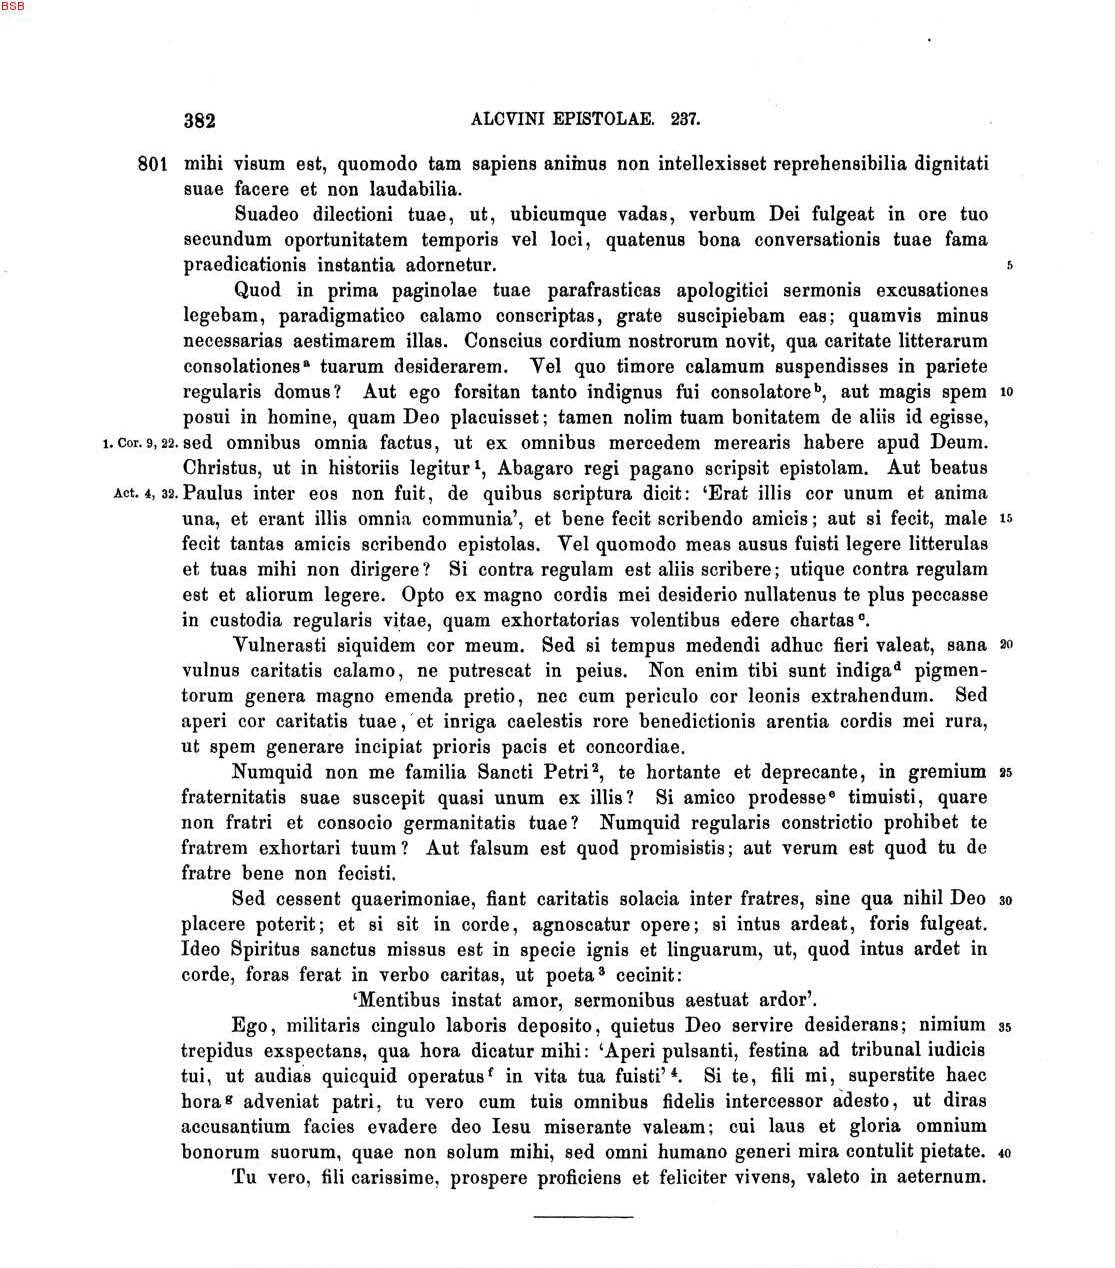 BSB
382 ALCVINI EPISTOLAE. 237.
801 mihi visum est, quomodo tam sapiens animus non intellexisset reprehensibilia dignitati
suae facere et non laudabilia.
Suadeo dilectioni tuae, ut, ubicumque vadas, verbum Dei fulgeat in ore tuo
secundum oportunitatem temporis vel loci, quatenus bona conversationis tuae fama
praedicationis instantia adornetur. 5
Quod in prima paginolae tuae parafrasticas apologitici sermonis excusationes
legebam, paradigmatico calamo conscriptas, grate suscipiebam eas; quamvis minus
necessarias aestimarem illas. Conscius cordium nostrorum novit, qua caritate litterarum
consolationesᵃ tuarum desiderarem. Vel quo timore calamum suspendisses in pariete
regularis domus? Aut ego forsitan tanto indignus fui consolatoreᵇ, aut magis spem 10
posui in homine, quam Deo placuisset; tamen nolim tuam bonitatem de aliis id egisse,
1. Cor. 9, 22. sed omnibus omnia factus, ut ex omnibus mercedem merearis habere apud Deum.
Christus, ut in historiis legitur¹, Abagaro regi pagano scripsit epistolam. Aut beatus
Act. 4, 32. Paulus inter eos non fuit, de quibus scriptura dicit: ‘Erat illis cor unum et anima
una, et erant illis omnia communia’, et bene fecit scribendo amicis; aut si fecit, male 15
fecit tantas amicis scribendo epistolas. Vel quomodo meas ausus fuisti legere litterulas
et tuas mihi non dirigere? Si contra regulam est aliis scribere; utique contra regulam
est et aliorum legere. Opto ex magno cordis mei desiderio nullatenus te plus peccasse
in custodia regularis vitae, quam exhortatorias volentibus edere chartasᶜ.
Vulnerasti siquidem cor meum. Sed si tempus medendi adhuc fieri valeat, sana 20
vulnus caritatis calamo, ne putrescat in peius. Non enim tibi sunt indigaᵈ pigmen-
torum genera magno emenda pretio, nec cum periculo cor leonis extrahendum. Sed
aperi cor caritatis tuae, et inriga caelestis rore benedictionis arentia cordis mei rura,
ut spem generare incipiat prioris pacis et concordiae.
Numquid non me familia Sancti Petri², te hortante et deprecante, in gremium 25
fraternitatis suae suscepit quasi unum ex illis? Si amico prodesseᵉ timuisti, quare
non fratri et consocio germanitatis tuae? Numquid regularis constrictio prohibet te
fratrem exhortari tuum? Aut falsum est quod promisistis; aut verum est quod tu de
fratre bene non fecisti.
Sed cessent quaerimoniae, fiant caritatis solacia inter fratres, sine qua nihil Deo 30
placere poterit; et si sit in corde, agnoscatur opere; si intus ardeat, foris fulgeat.
Ideo Spiritus sanctus missus est in specie ignis et linguarum, ut, quod intus ardet in
corde, foras ferat in verbo caritas, ut poeta³ cecinit:
‘Mentibus instat amor, sermonibus aestuat ardor’.
Ego, militaris cingulo laboris deposito, quietus Deo servire desiderans; nimium 35
trepidus exspectans, qua hora dicatur mihi: ‘Aperi pulsanti, festina ad tribunal iudicis
tui, ut audias quicquid operatusᶠ in vita tua fuisti’⁴. Si te, fili mi, superstite haec
horaᵍ adveniat patri, tu vero cum tuis omnibus fidelis intercessor adesto, ut diras
accusantium facies evadere deo Iesu miserante valeam; cui laus et gloria omnium
bonorum suorum, quae non solum mihi, sed omni humano generi mira contulit pietate. 40
Tu vero, fili carissime, prospere proficiens et feliciter vivens, valeto in aeternum.